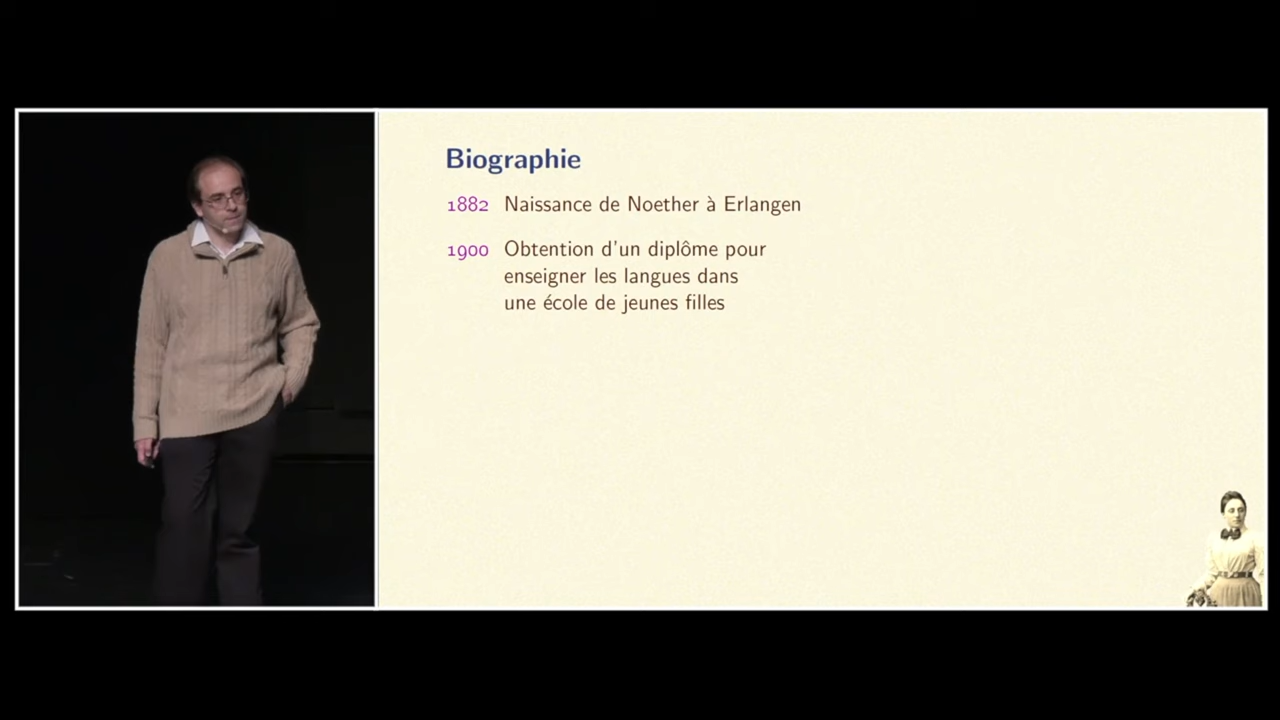 Biographie
1882 Naissance de Noether à Erlangen
1900 Obtention d'un diplôme pour
enseigner les langues dans
une école de jeunes filles